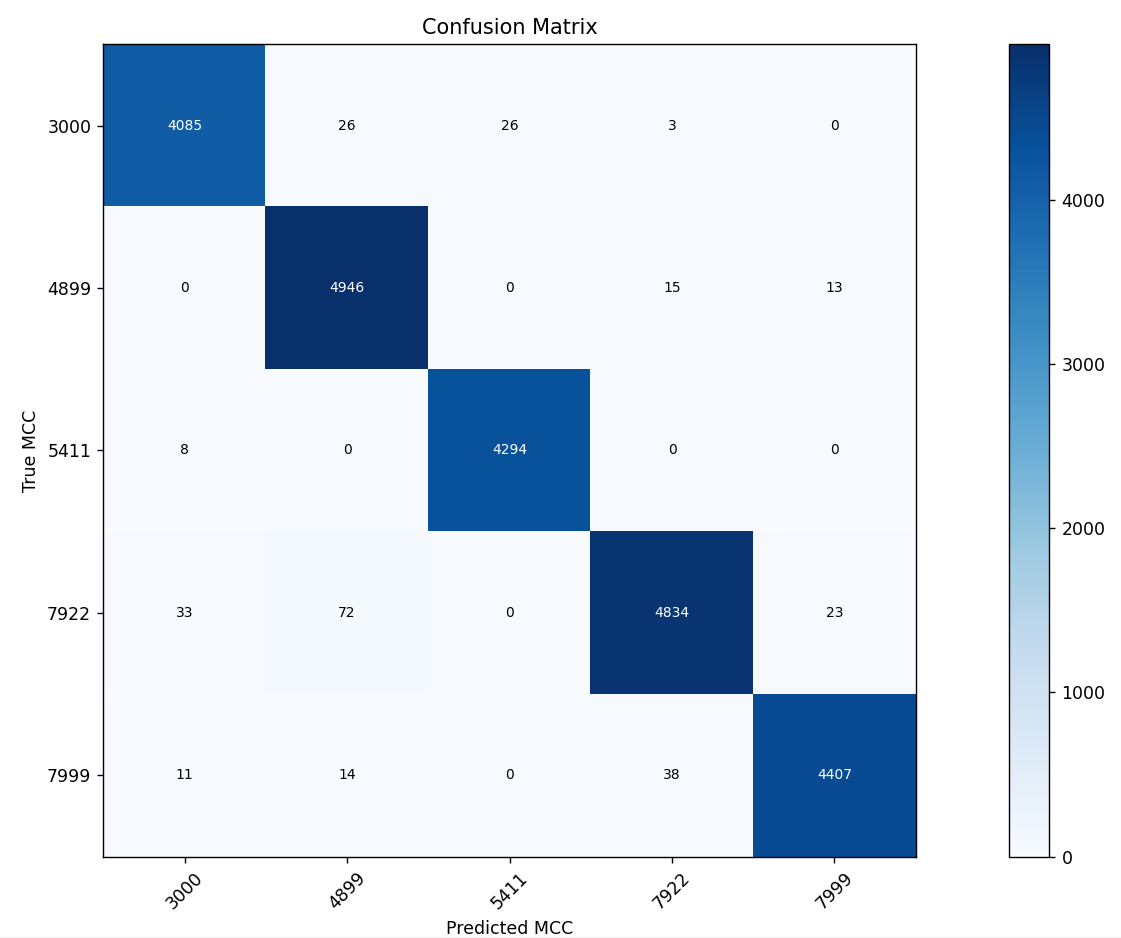 Confusion Matrix
True MCC
3000 4085 26 26 3 0
4899 0 4946 0 15 13
5411 8 0 4294 0 0
7922 33 72 0 4834 23
7999 11 14 0 38 4407
3000 4899 5411 7922 7999
Predicted MCC
4000
3000
2000
1000
0